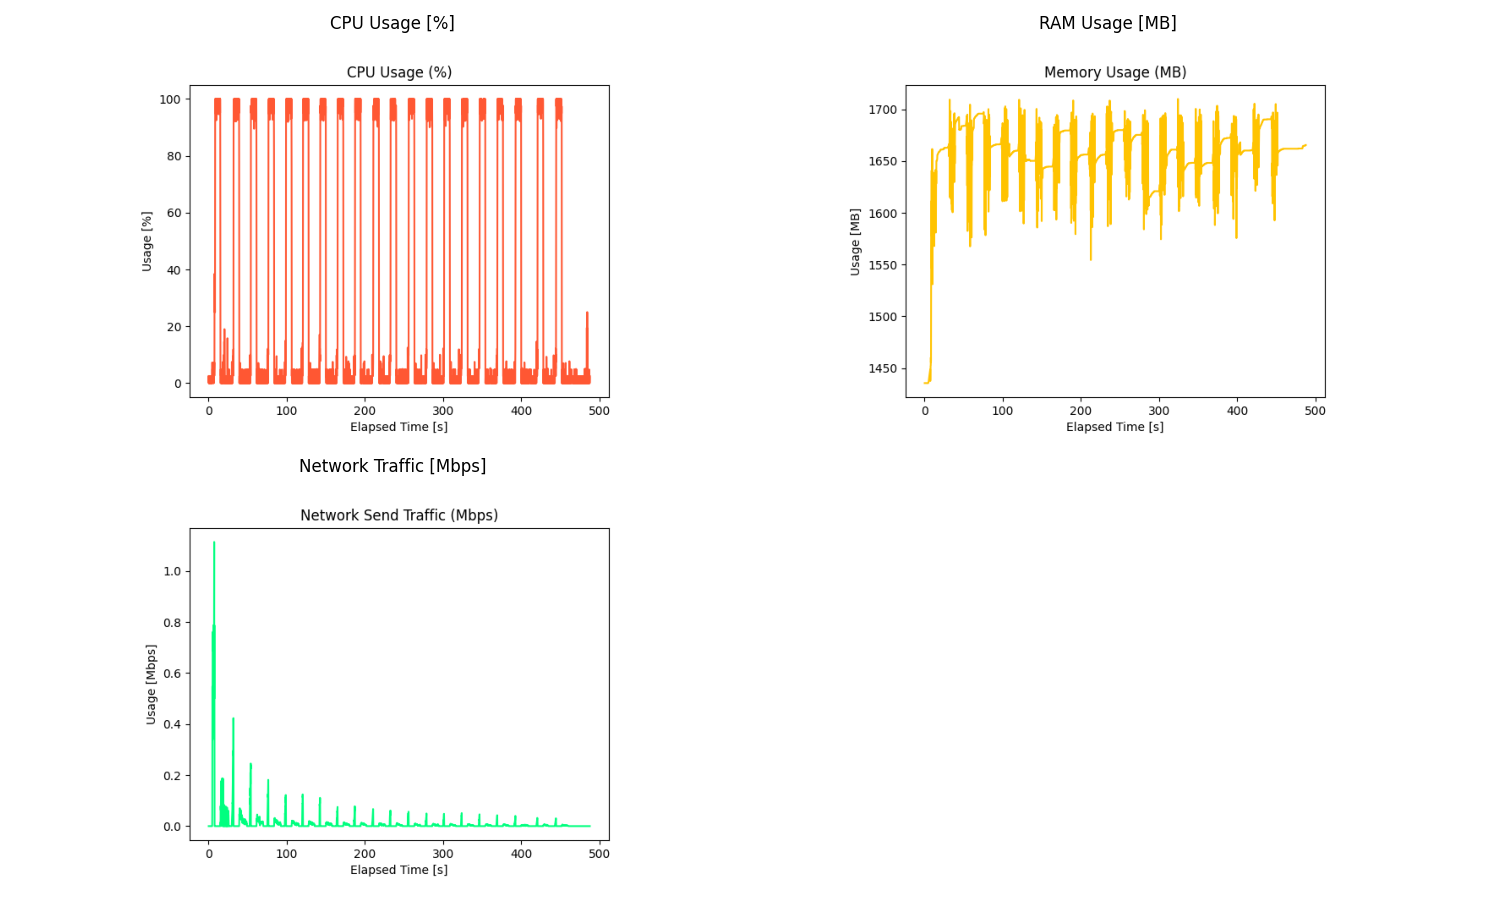 CPU Usage [%]
CPU Usage (%)
100
80
60
40
20
0
Usage [%]
0 100 200 300 400 500
Elapsed Time [s]
RAM Usage [MB]
Memory Usage (MB)
1700
1650
1600
1550
1500
1450
Usage [MB]
0 100 200 300 400 500
Elapsed Time [s]
Network Traffic [Mbps]
Network Send Traffic (Mbps)
1.0
0.8
0.6
0.4
0.2
0.0
Usage [Mbps]
0 100 200 300 400 500
Elapsed Time [s]